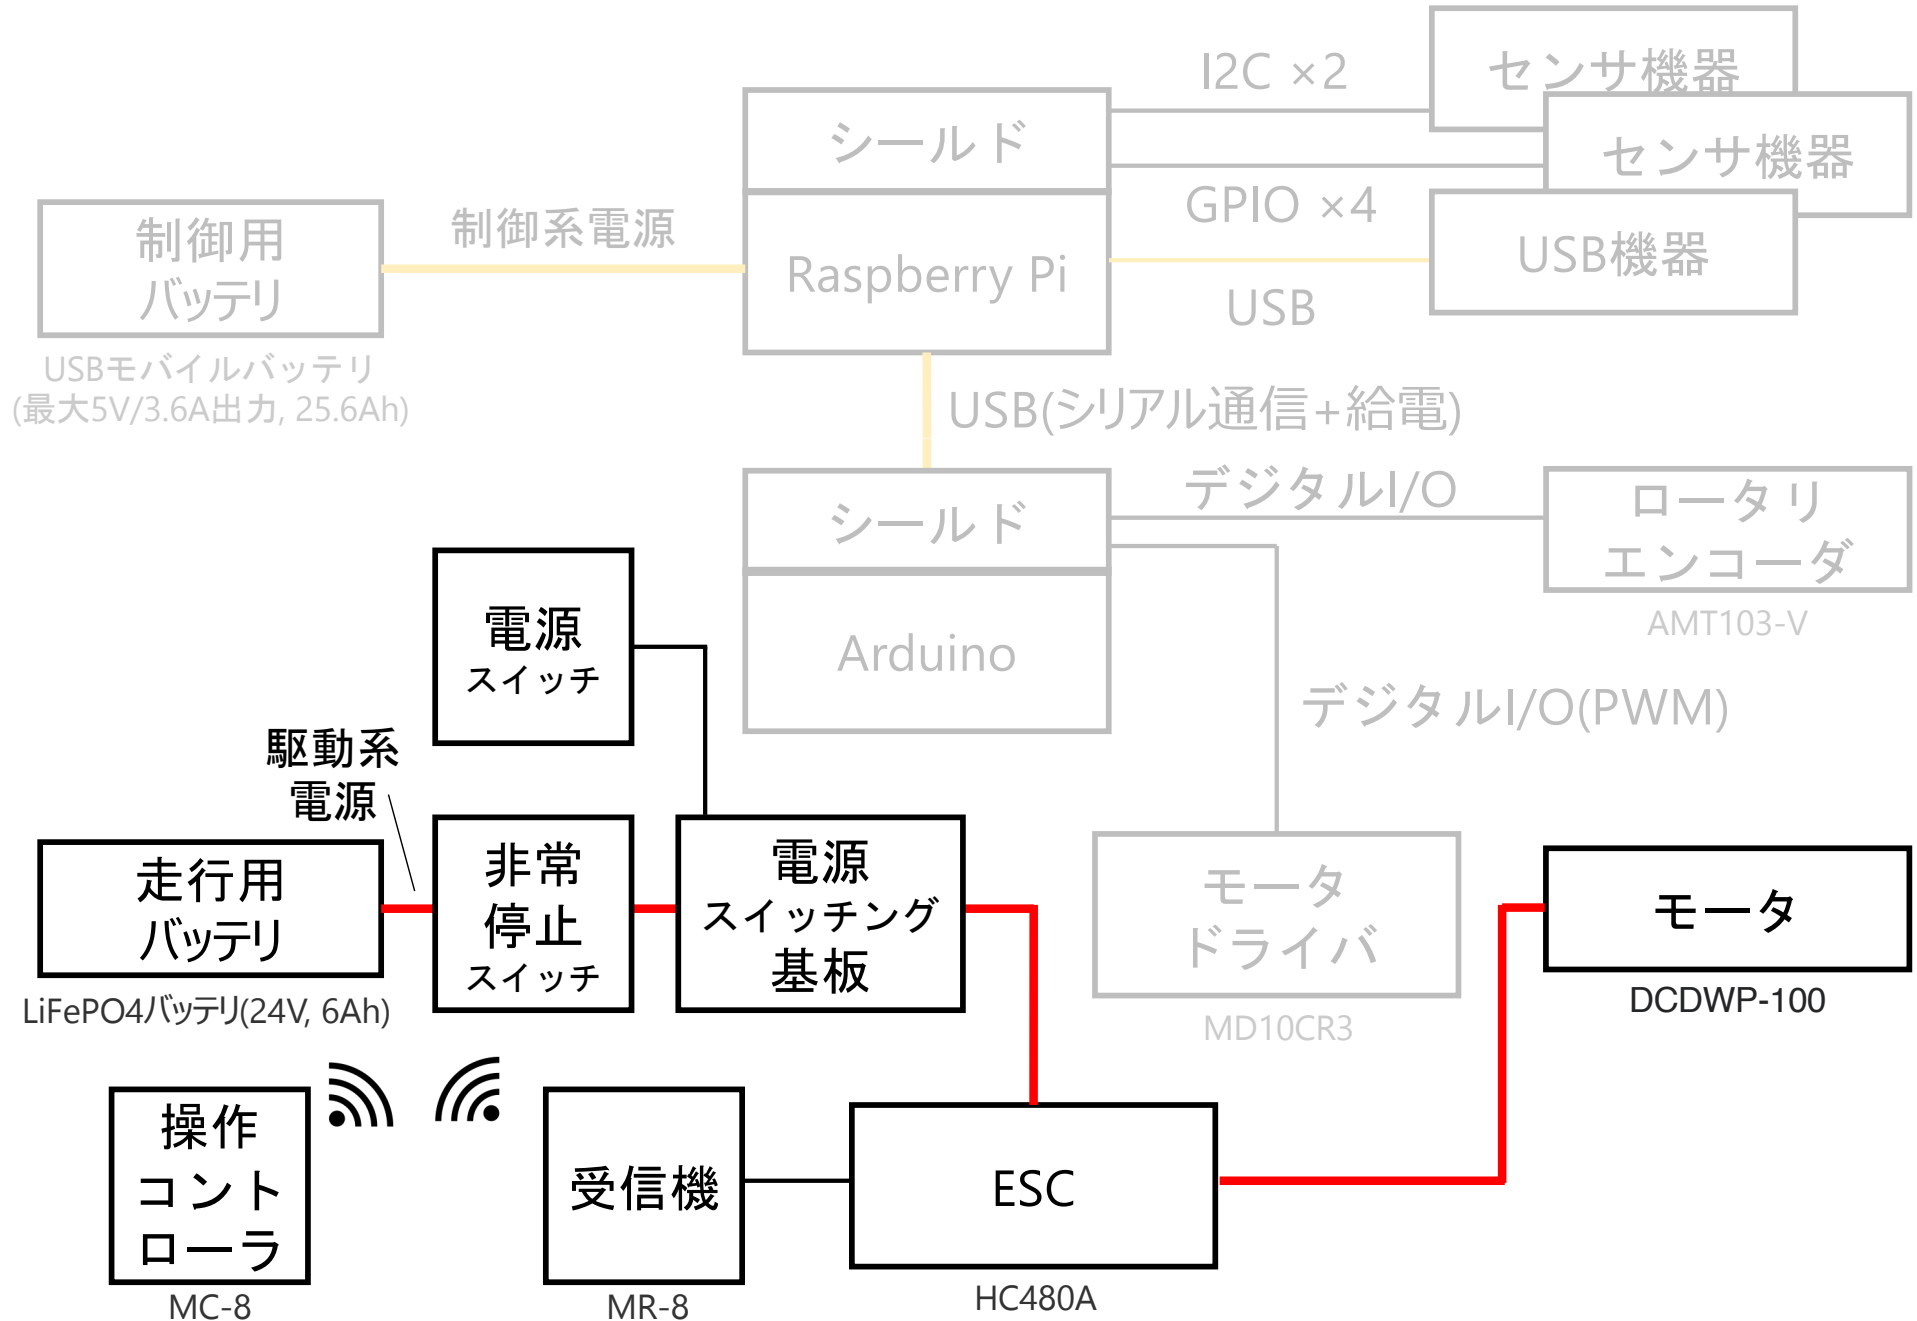 I2C ×2
センサ機器
シールド
センサ機器
GPIO ×4
制御系電源
制御用
バッテリ
Raspberry Pi
USB機器
USB
USBモバイルバッテリ
(最大5V/3.6A出力, 25.6Ah)
USB(シリアル通信+給電)
デジタルI/O
シールド
ロータリ
エンコーダ
AMT103-V
電源
スイッチ
Arduino
デジタルI/O(PWM)
駆動系
電源
走行用
バッテリ
LiFePO4バッテリ(24V, 6Ah)
非常
停止
スイッチ
電源
スイッチング
基板
モータ
ドライバ
MD10CR3
モータ
DCDWP-100
操作
コント
ローラ
MC-8
受信機
MR-8
ESC
HC480A